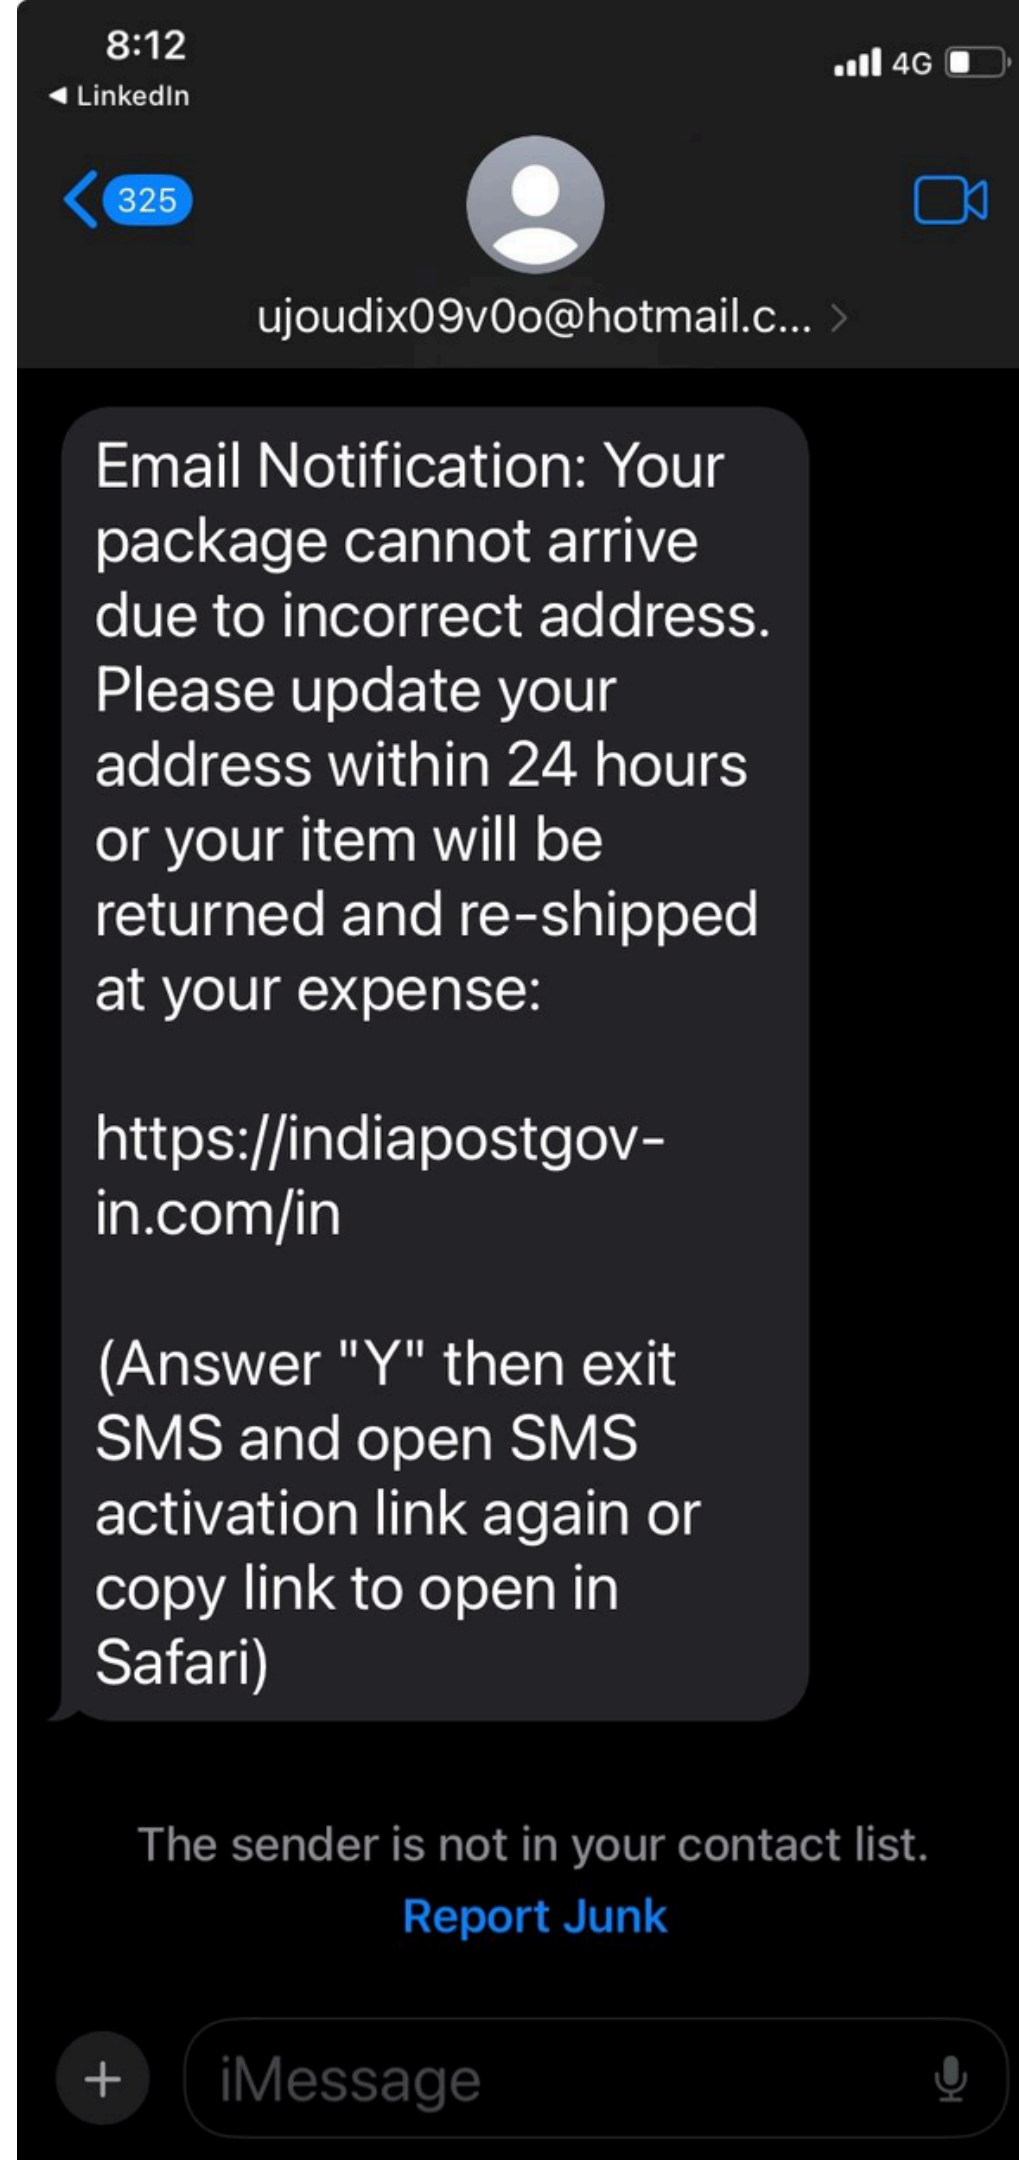 8:12
4G
◀ LinkedIn
325
ujoudix09v0o@hotmail.c... >
Email Notification: Your
package cannot arrive
due to incorrect address.
Please update your
address within 24 hours
or your item will be
returned and re-shipped
at your expense:
https://indiapostgov-
in.com/in
(Answer "Y" then exit
SMS and open SMS
activation link again or
copy link to open in
Safari)
The sender is not in your contact list.
Report Junk
iMessage